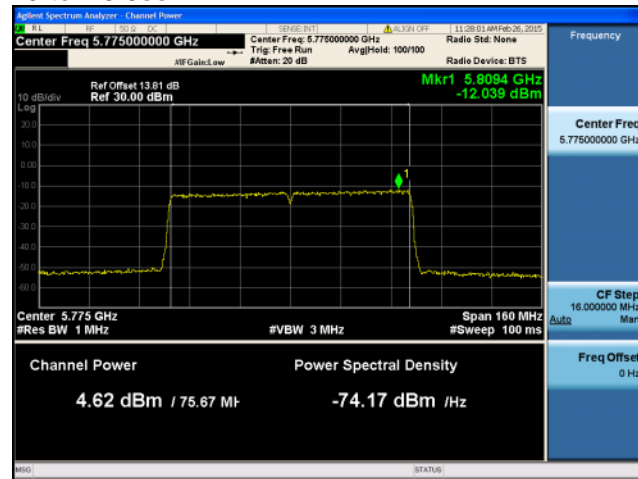 Agilent Spectrum Analyzer - Channel Power
RL RF 50 Ω DC SENSE:INT ALIGN OFF 11:28:01 AM Feb 26, 2015
Center Freq 5.775000000 GHz
Center Freq: 5.775000000 GHz
Radio Std: None
Trig: Free Run Avg|Hold: 100/100
#IFGain:Low #Atten: 20 dB Radio Device: BTS
Frequency
Ref Offset 13.81 dB
10 dB/div Ref 30.00 dBm
Mkr1 5.8094 GHz
-12.039 dBm
Log
20.0
10.0
0.00
-10.0
-20.0
-30.0
-40.0
-50.0
-60.0
1
Center Freq
5.775000000 GHz
Center 5.775 GHz Span 160 MHz
#Res BW 1 MHz #VBW 3 MHz #Sweep 100 ms
CF Step
16.000000 MHz
Auto Man
Channel Power Power Spectral Density
4.62 dBm / 75.67 MH -74.17 dBm /Hz
Freq Offset
0 Hz
MSG STATUS